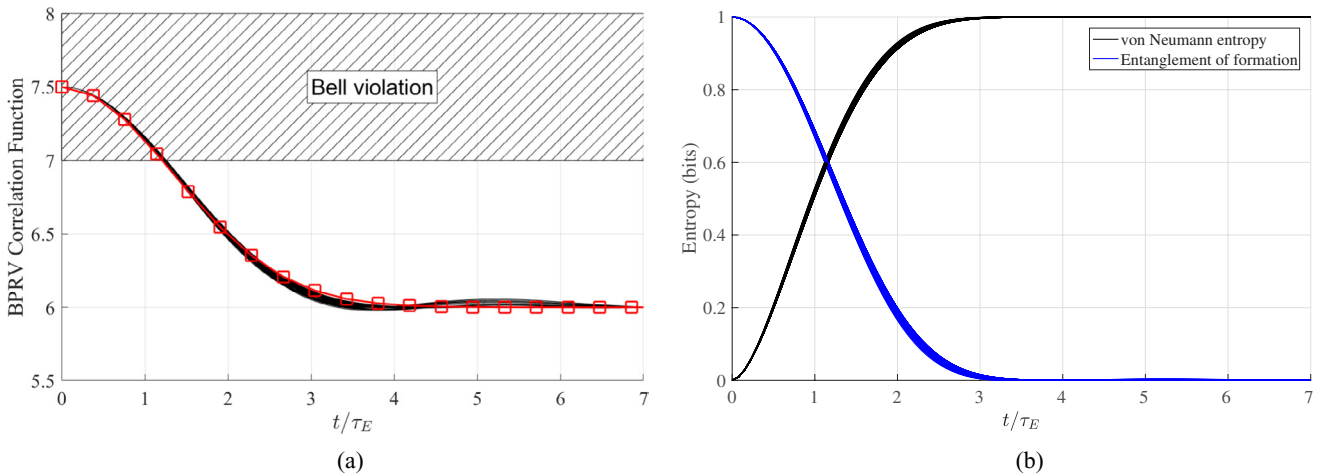 8
7.5
7
6.5
6
5.5
BPRV Correlation Function
Bell violation
0 1 2 3 4 5 6 7
t/τ_E
(a)
1
0.8
0.6
0.4
0.2
0
Entropy (bits)
von Neumann entropy
Entanglement of formation
0 1 2 3 4 5 6 7
t/τ_E
(b)